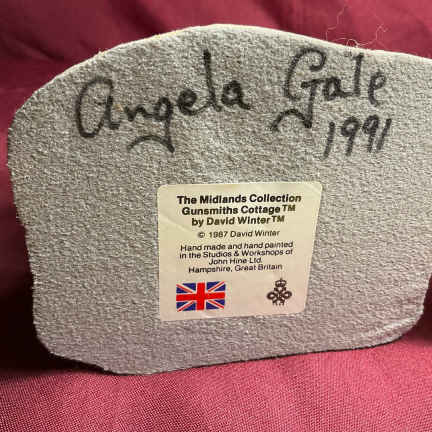 Angela Gale
1991
The Midlands Collection
Gunsmiths Cottage™
by David Winter™
© 1987 David Winter
Hand made and hand painted
in the Studios & Workshops of
John Hine Ltd.
Hampshire, Great Britain